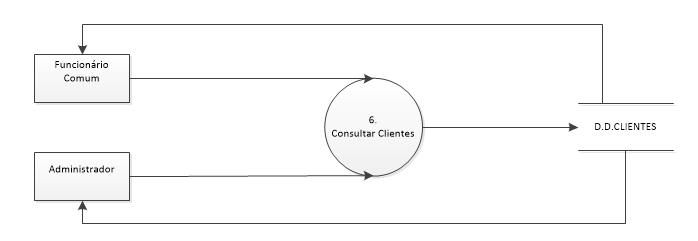 Funcionário
Comum
6.
Consultar Clientes
D.D.CLIENTES
Administrador